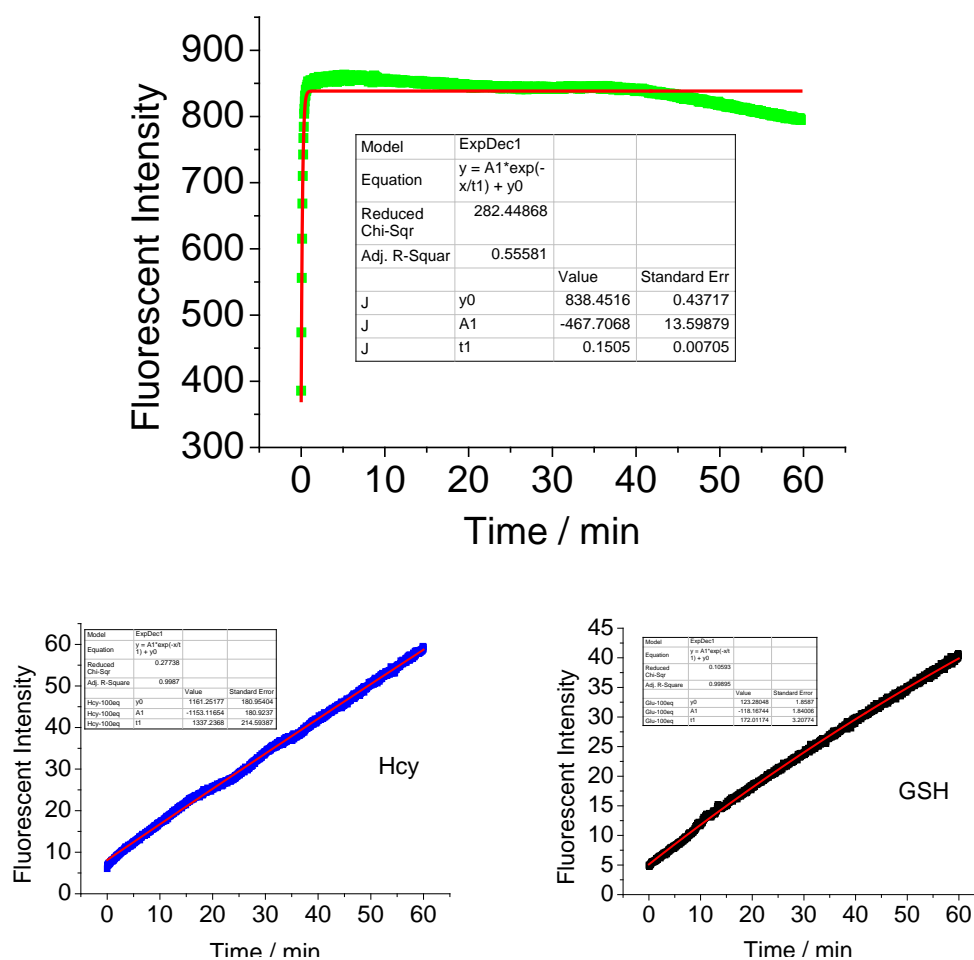 900
800
700
600
500
400
300
Fluorescent Intensity
Model ExpDec1
Equation y = A1*exp(-
x/t1) + y0
Reduced
Chi-Sqr 282.44868
Adj. R-Squar 0.55581
Value Standard Err
J y0 838.4516 0.43717
J A1 -467.7068 13.59879
J t1 0.1505 0.00705
0 10 20 30 40 50 60
Time / min
60
50
40
30
20
10
0
Fluorescent Intensity
Model ExpDec1
Equation y = A1*exp(-x/t
1) + y0
Reduced
Chi-Sqr 0.27738
Adj. R-Square 0.9987
Value Standard Error
Hcy-100eq y0 1161.25177 180.95404
Hcy-100eq A1 -1153.11654 180.9237
Hcy-100eq t1 1337.2368 214.59387
Hcy
0 10 20 30 40 50 60
Time / min
45
40
35
30
25
20
15
10
5
0
Fluorescent Intensity
Model ExpDec1
Equation y = A1*exp(-x/t
1) + y0
Reduced
Chi-Sqr 0.10593
Adj. R-Square 0.99895
Value Standard Error
Glu-100eq y0 123.28048 1.8587
Glu-100eq A1 -118.16744 1.84006
Glu-100eq t1 172.01174 3.20774
GSH
0 10 20 30 40 50 60
Time / min